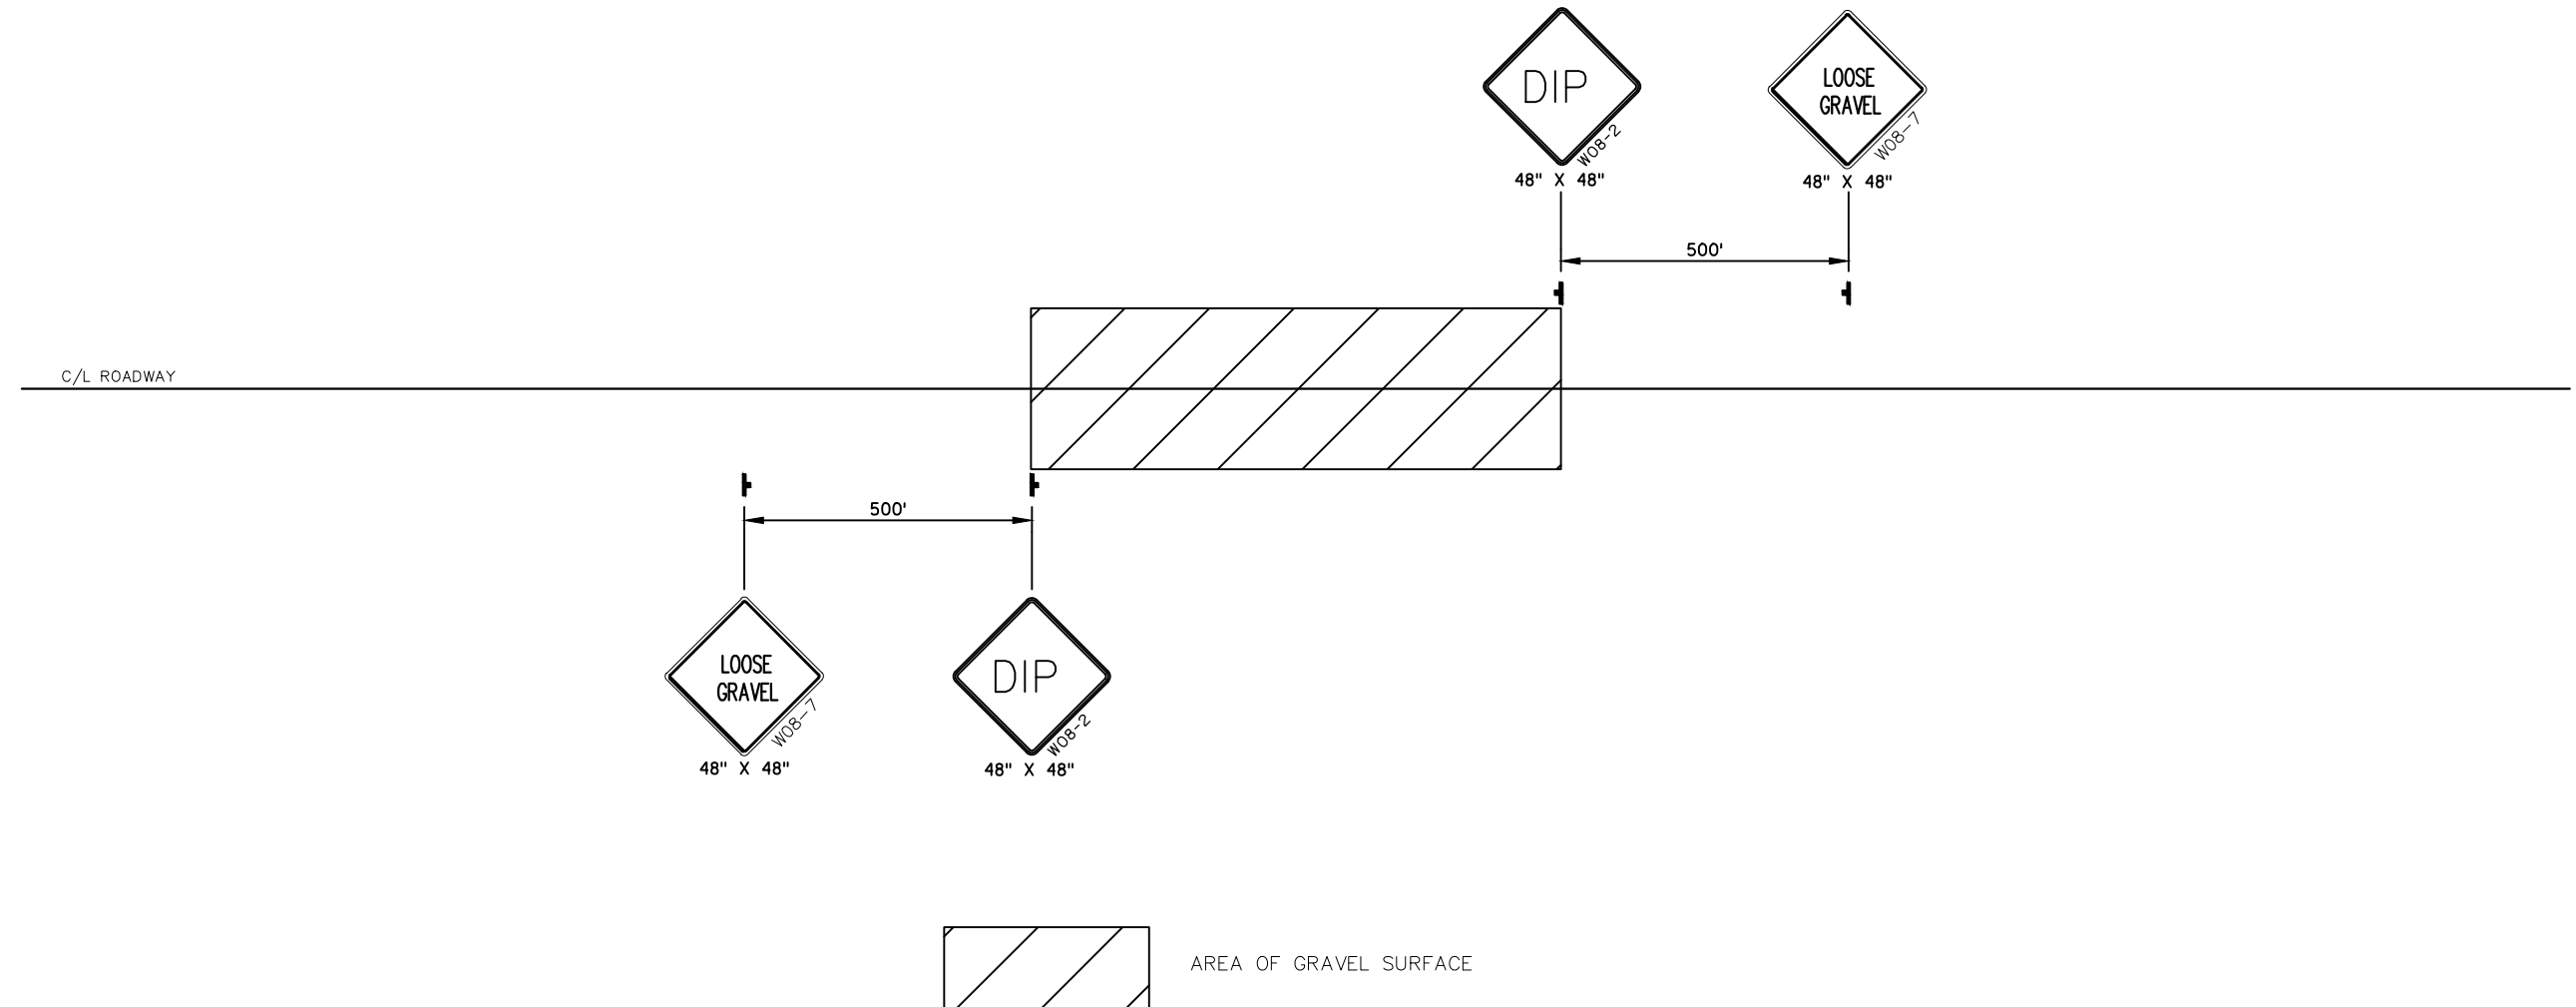 DIP
W08-2
48" X 48"
LOOSE
GRAVEL
W08-7
48" X 48"
500'
C/L ROADWAY
500'
LOOSE
GRAVEL
W08-7
48" X 48"
DIP
W08-2
48" X 48"
AREA OF GRAVEL SURFACE